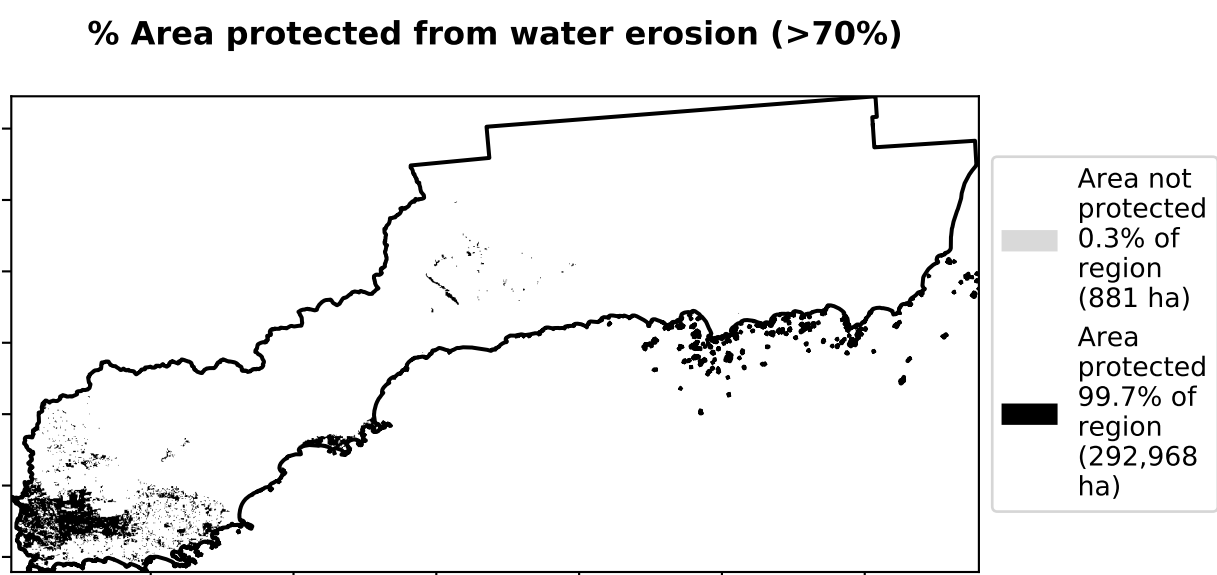 % Area protected from water erosion (>70%)
Area not
protected
0.3% of
region
(881 ha)
Area
protected
99.7% of
region
(292,968
ha)